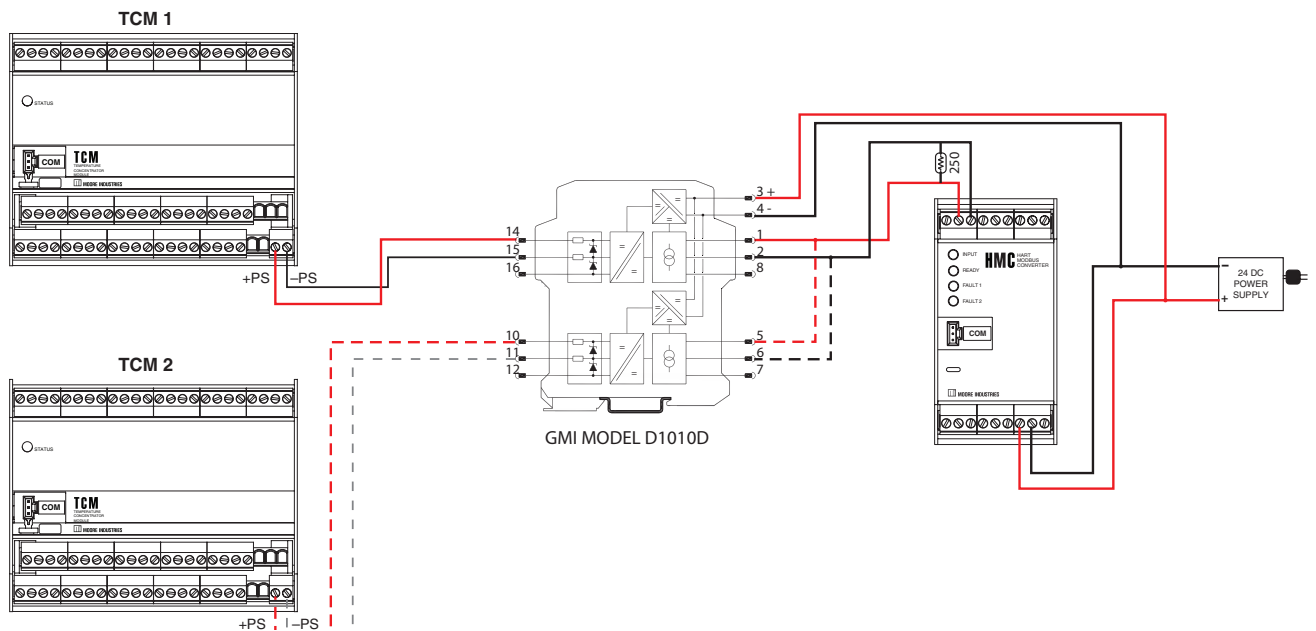 TCM 1
STATUS
COM
TCM
TEMPERATURE
CONCENTRATOR
MODULE
MOORE INDUSTRIES
+PS
–PS
TCM 2
STATUS
COM
TCM
TEMPERATURE
CONCENTRATOR
MODULE
MOORE INDUSTRIES
+PS
–PS
14
15
16
10
11
12
3 +
4 -
1
2
8
5
6
7
GMI MODEL D1010D
250
INPUT
READY
FAULT 1
FAULT 2
HMC
HART
MODBUS
CONVERTER
COM
MOORE INDUSTRIES
–
24 DC
POWER
SUPPLY
+